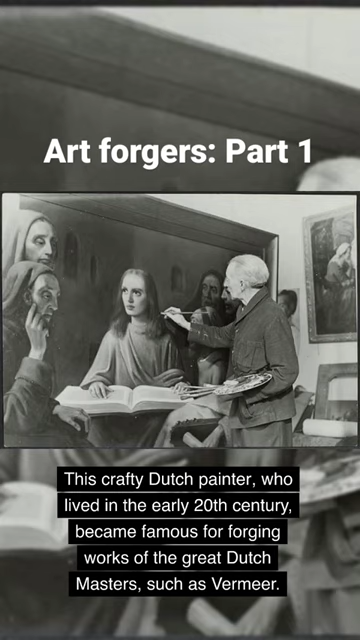 Art forgers: Part 1
This crafty Dutch painter, who
lived in the early 20th century,
became famous for forging
works of the great Dutch
Masters, such as Vermeer.